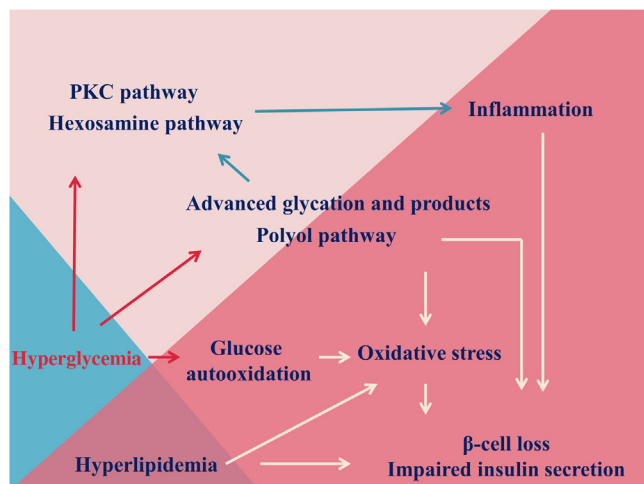 PKC pathway
Hexosamine pathway
Inflammation
Advanced glycation and products
Polyol pathway
Hyperglycemia
Glucose
autooxidation
Oxidative stress
Hyperlipidemia
β-cell loss
Impaired insulin secretion